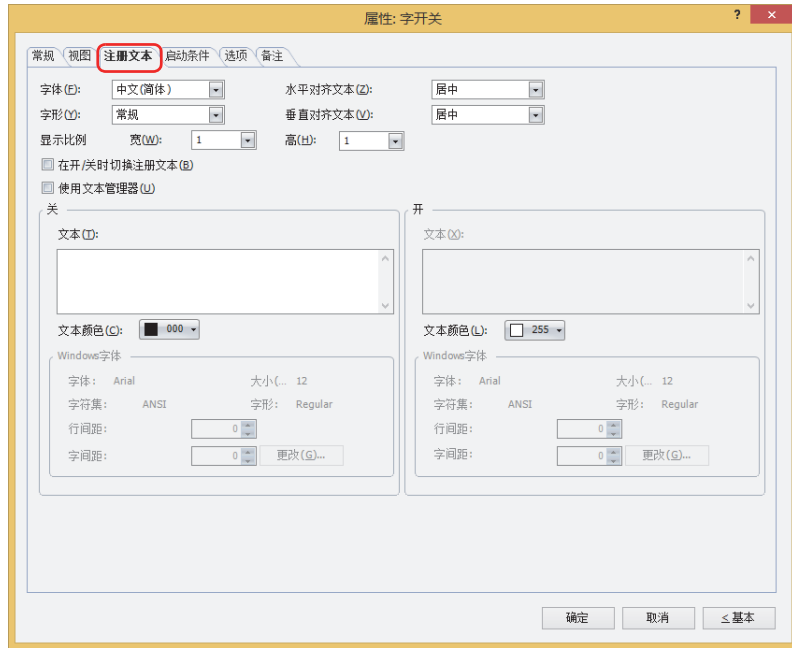 属性: 字开关
? ×
常规 视图 注册文本 启动条件 选项 备注
字体(F): 中文(简体) 水平对齐文本(Z): 居中
字形(Y): 常规 垂直对齐文本(V): 居中
显示比例 宽(W): 1 高(H): 1
在开/关时切换注册文本(B)
使用文本管理器(U)
关 开
文本(T): 文本(X):
文本颜色(C): 000 文本颜色(L): 255
Windows字体 Windows字体
字体: Arial 大小(... 12 字体: Arial 大小(... 12
字符集: ANSI 字形: Regular 字符集: ANSI 字形: Regular
行间距: 0 行间距: 0
字间距: 0 更改(G)... 字间距: 0 更改(G)...
确定 取消 ≤基本